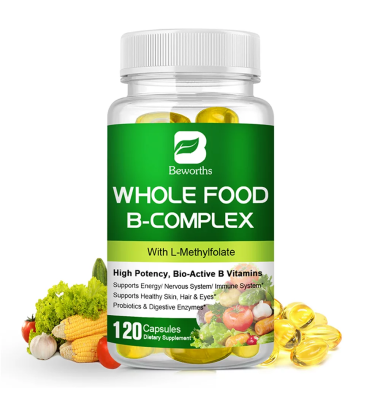 B
Beworths
WHOLE FOOD
B-COMPLEX
With L-Methylfolate
High Potency, Bio-Active B Vitamins
Supports Energy/ Nervous System/ Immune System*
Supports Healthy Skin, Hair & Eyes*
Probiotics & Digestive Enzymes*
120 Capsules
Dietary Supplement